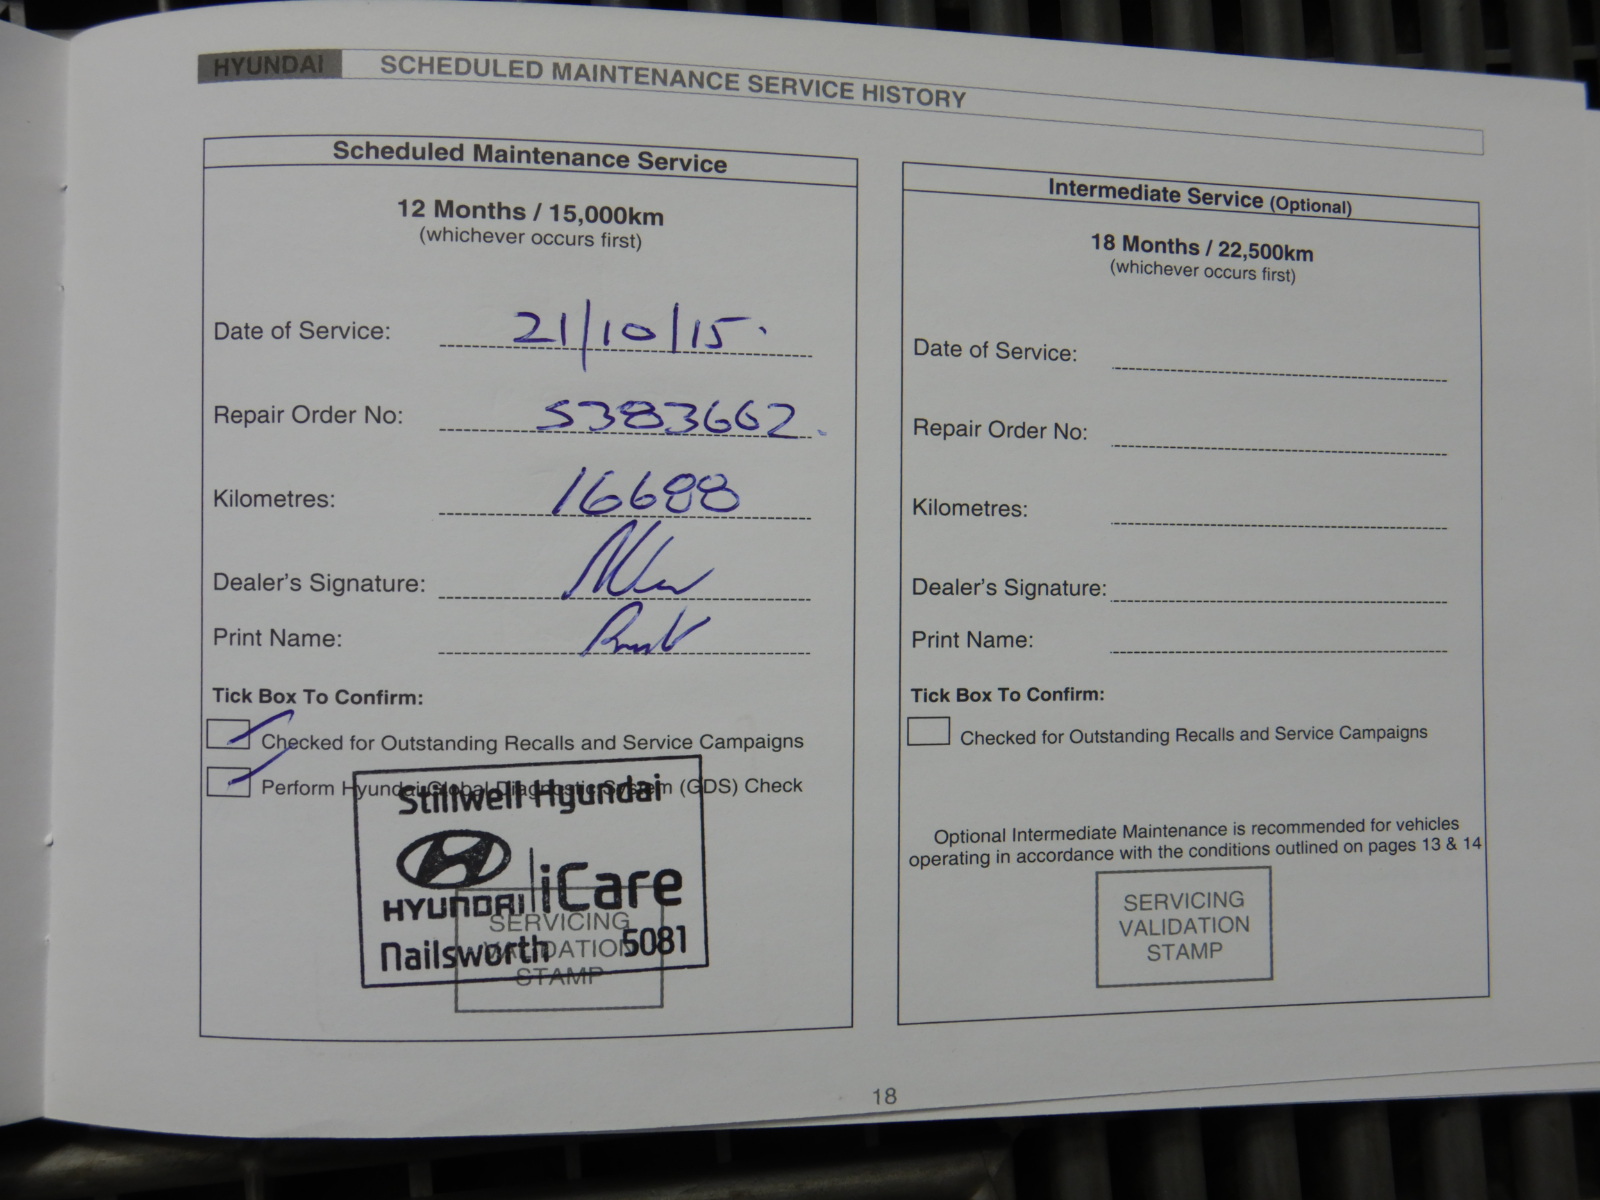 HYUNDAI SCHEDULED MAINTENANCE SERVICE HISTORY
Scheduled Maintenance Service
12 Months / 15,000km
(whichever occurs first)
Date of Service: 21/10/15.
Repair Order No: S383662.
Kilometres: 16688
Dealer's Signature:
Print Name:
Tick Box To Confirm:
Checked for Outstanding Recalls and Service Campaigns
Perform Hyundai Global Diagnostic System (GDS) Check
Stillwell Hyundai
HYUNDAI iCare
Nailsworth 5081
SERVICING
VALIDATION
STAMP
Intermediate Service (Optional)
18 Months / 22,500km
(whichever occurs first)
Date of Service:
Repair Order No:
Kilometres:
Dealer's Signature:
Print Name:
Tick Box To Confirm:
Checked for Outstanding Recalls and Service Campaigns
Optional Intermediate Maintenance is recommended for vehicles
operating in accordance with the conditions outlined on pages 13 & 14
SERVICING
VALIDATION
STAMP
18